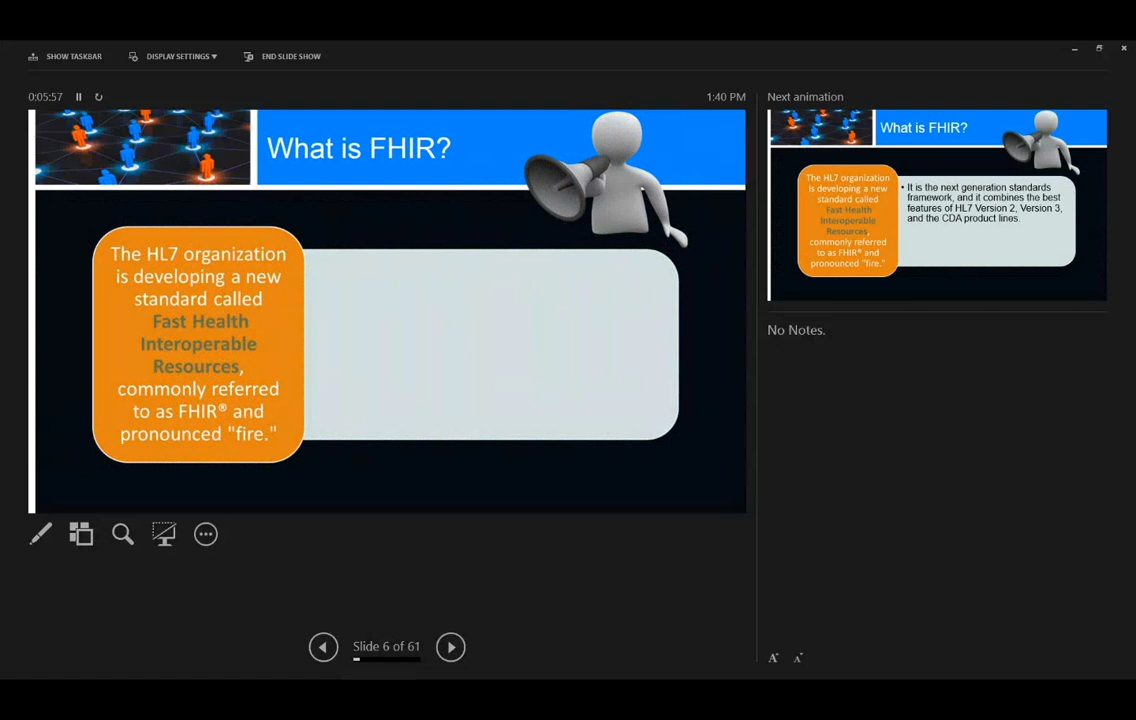 SHOW TASKBAR
DISPLAY SETTINGS
END SLIDE SHOW
0:05:57
1:40 PM
What is FHIR?
The HL7 organization
is developing a new
standard called
Fast Health
Interoperable
Resources,
commonly referred
to as FHIR® and
pronounced "fire."
Slide 6 of 61
Next animation
What is FHIR?
The HL7 organization
is developing a new
standard called
Fast Health
Interoperable
Resources,
commonly referred
to as FHIR® and
pronounced "fire."
• It is the next generation standards
framework, and it combines the best
features of HL7 Version 2, Version 3,
and the CDA product lines.
No Notes.
A A